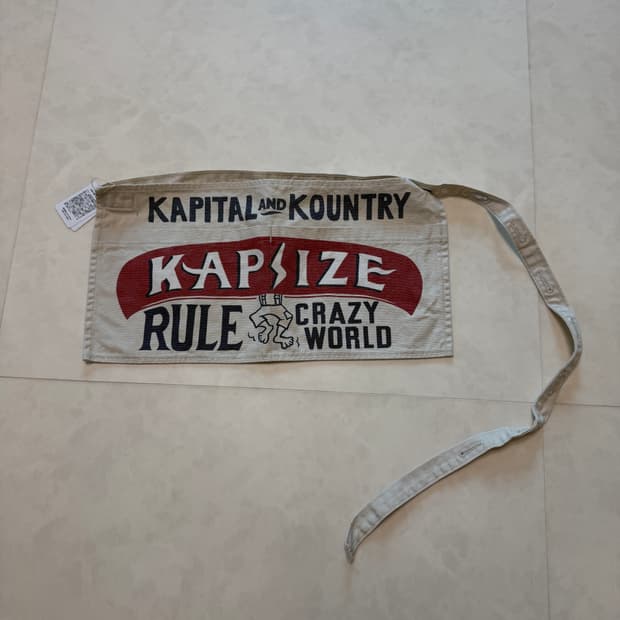 KAPITAL AND KOUNTRY
KAPSIZE
RULE CRAZY
WORLD